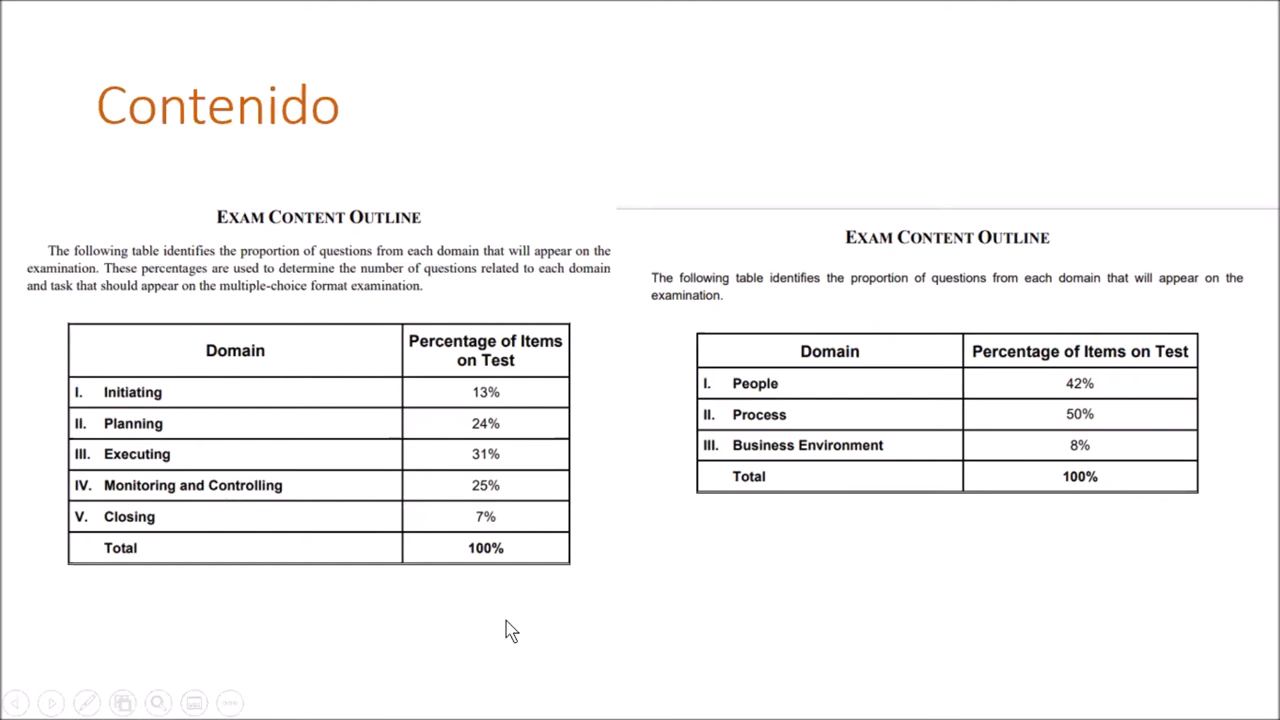 Contenido
EXAM CONTENT OUTLINE
The following table identifies the proportion of questions from each domain that will appear on the
examination. These percentages are used to determine the number of questions related to each domain
and task that should appear on the multiple-choice format examination.
Domain Percentage of Items on Test
I. Initiating 13%
II. Planning 24%
III. Executing 31%
IV. Monitoring and Controlling 25%
V. Closing 7%
Total 100%
EXAM CONTENT OUTLINE
The following table identifies the proportion of questions from each domain that will appear on the
examination.
Domain Percentage of Items on Test
I. People 42%
II. Process 50%
III. Business Environment 8%
Total 100%